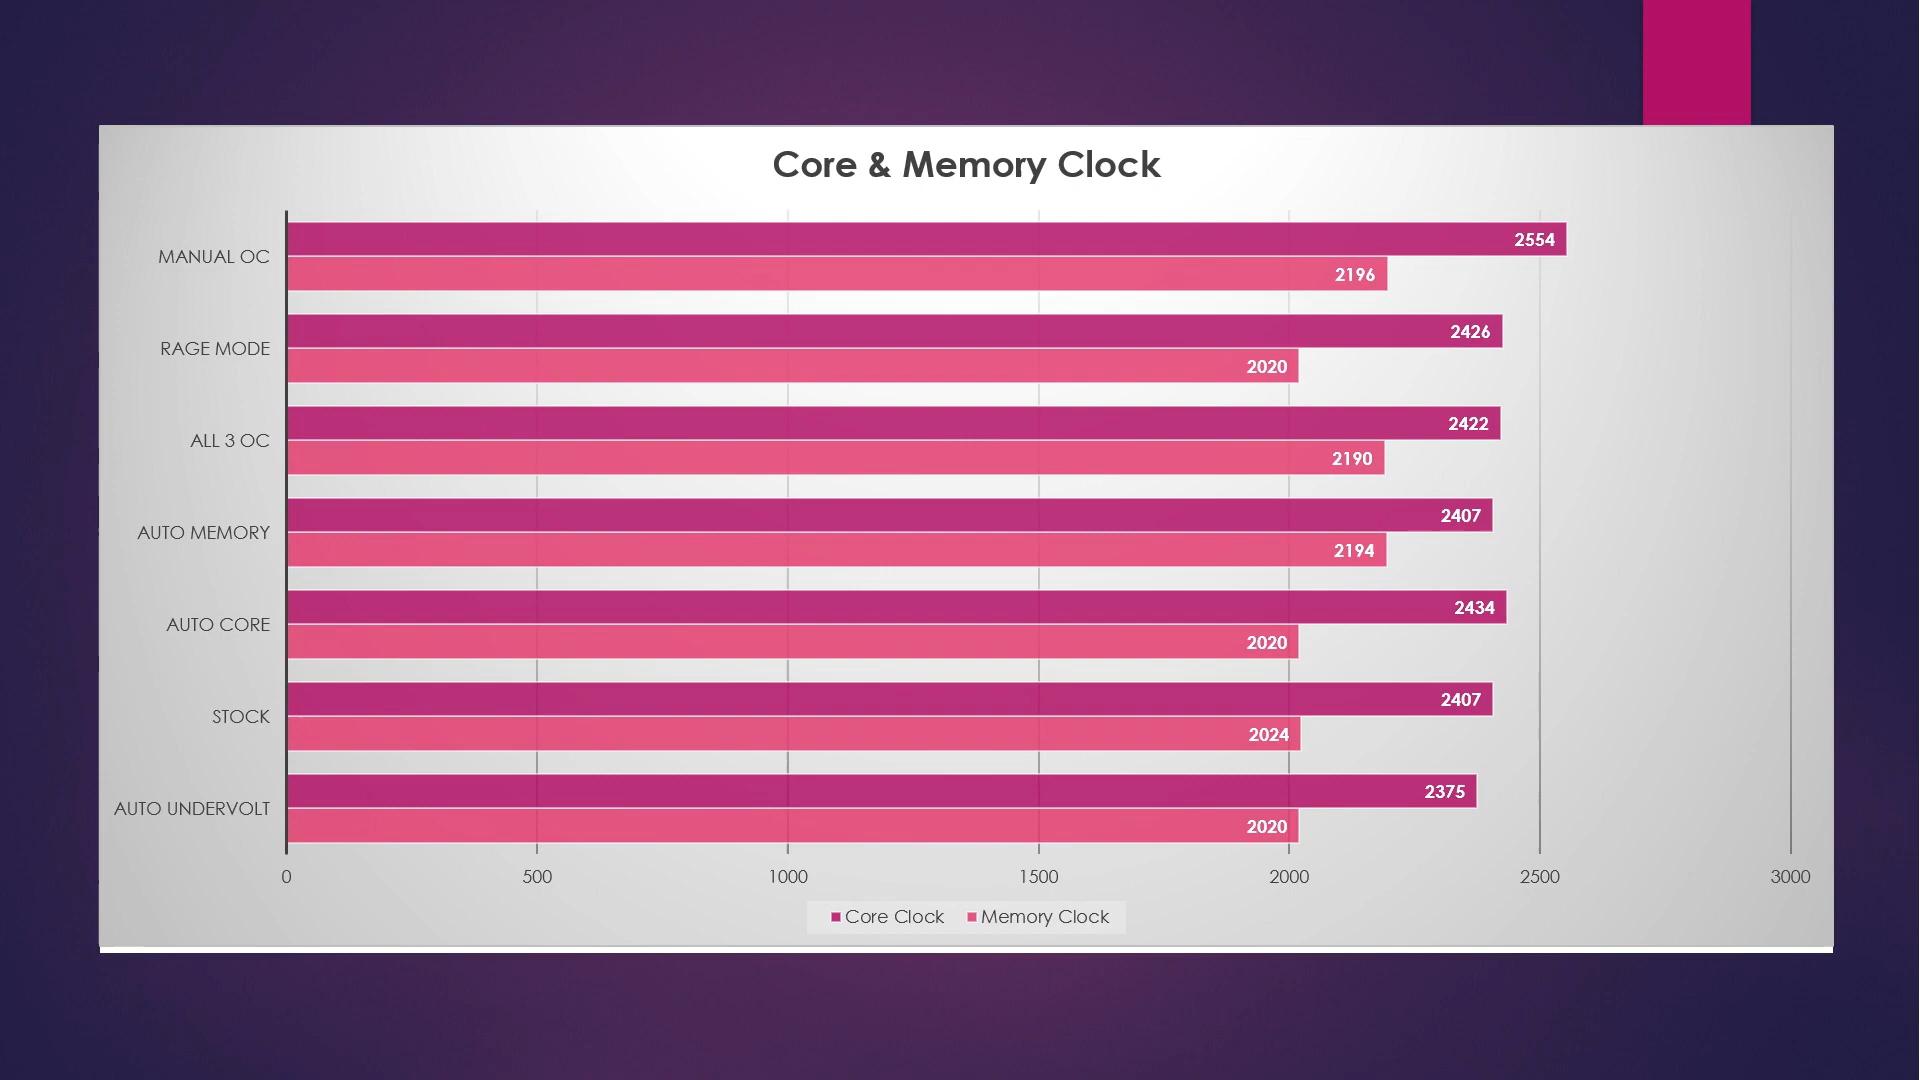 Core & Memory Clock
MANUAL OC
2554
2196
RAGE MODE
2426
2020
ALL 3 OC
2422
2190
AUTO MEMORY
2407
2194
AUTO CORE
2434
2020
STOCK
2407
2024
AUTO UNDERVOLT
2375
2020
0 500 1000 1500 2000 2500 3000
Core Clock Memory Clock